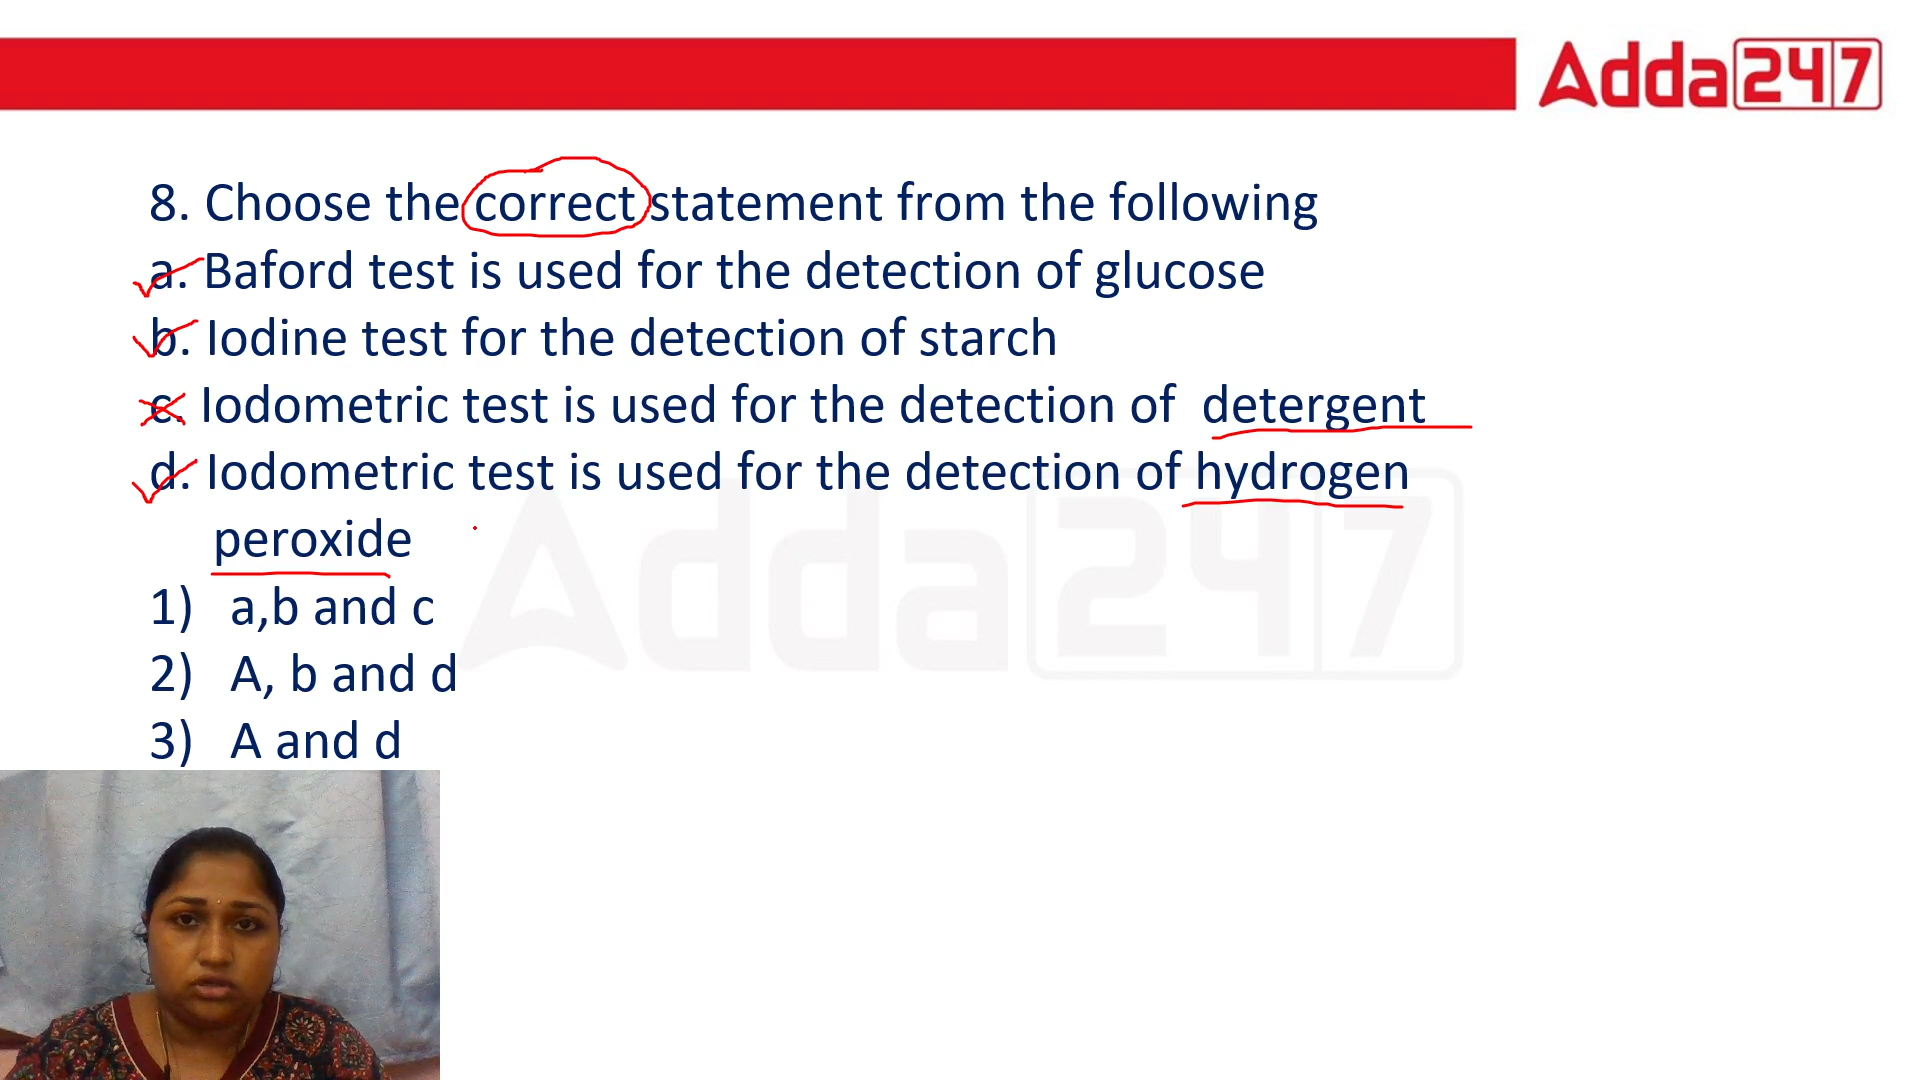 Adda247
8. Choose the correct statement from the following
a. Baford test is used for the detection of glucose
b. Iodine test for the detection of starch
c. Iodometric test is used for the detection of detergent
d. Iodometric test is used for the detection of hydrogen
peroxide
1) a,b and c
2) A, b and d
3) A and d
Adda247